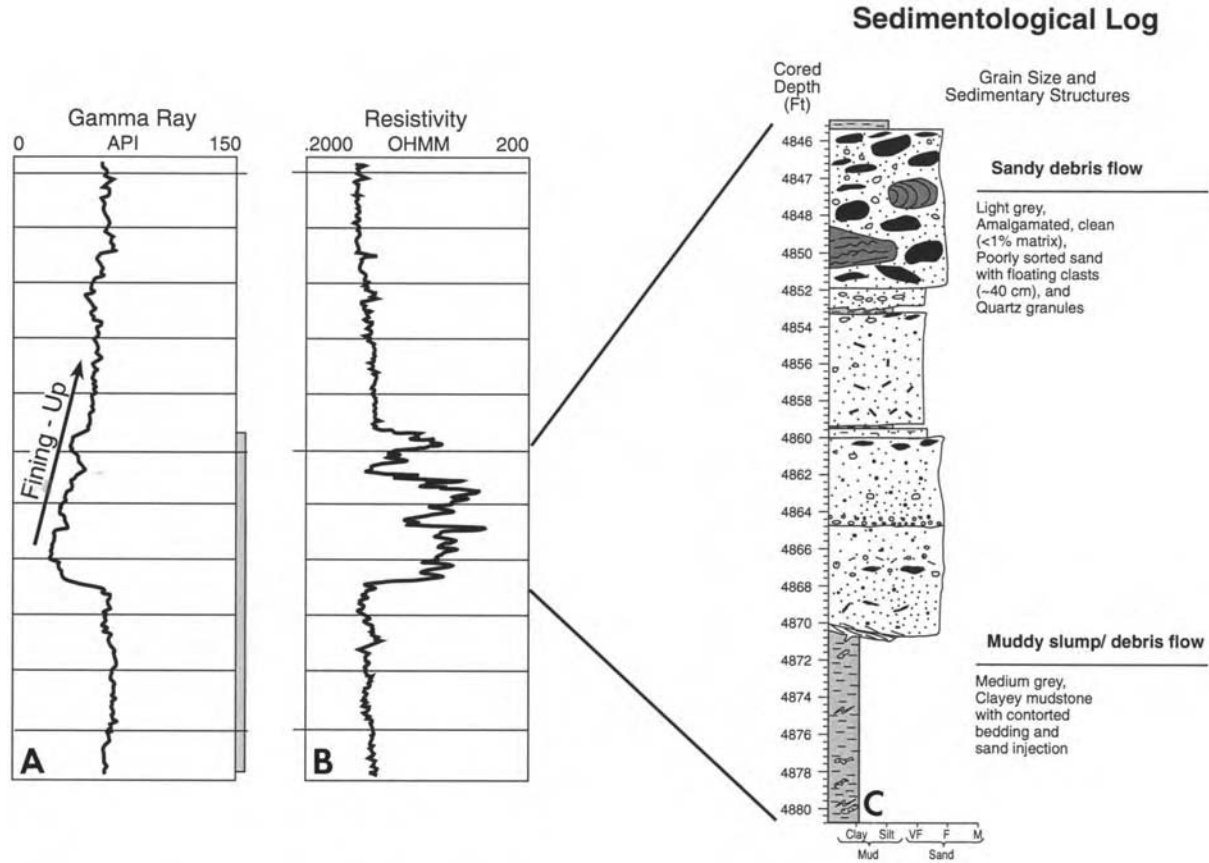 Sedimentological Log
Gamma Ray
API
0
150
Fining - Up
A
Resistivity
OHMM
.2000
200
B
Cored
Depth
(Ft)
Grain Size and
Sedimentary Structures
4846
4847
4848
4850
4852
4854
4856
4858
4860
4862
4864
4866
4868
4870
4872
4874
4876
4878
4880
C
Clay Silt VF F M
Mud Sand
Sandy debris flow
Light grey,
Amalgamated, clean
(<1% matrix),
Poorly sorted sand
with floating clasts
(~40 cm), and
Quartz granules
Muddy slump/ debris flow
Medium grey,
Clayey mudstone
with contorted
bedding and
sand injection